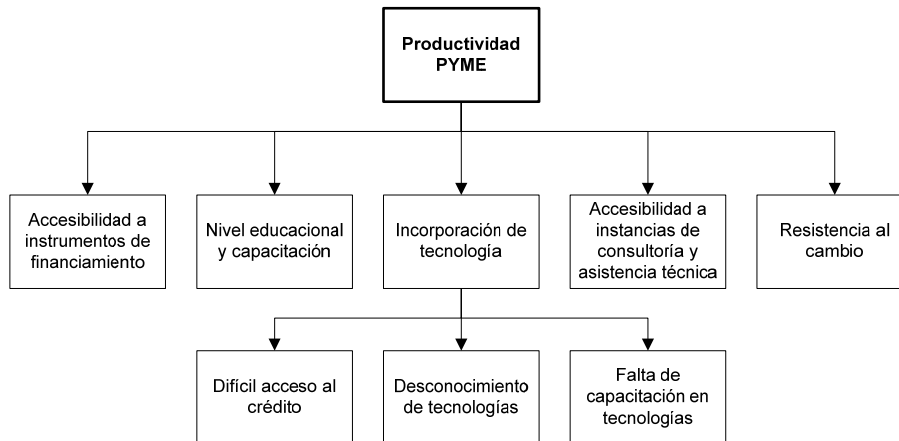 Productividad
PYME
Accesibilidad a
instrumentos de
financiamiento
Nivel educacional
y capacitación
Incorporación de
tecnología
Accesibilidad a
instancias de
consultoría y
asistencia técnica
Resistencia al
cambio
Difícil acceso al
crédito
Desconocimiento
de tecnologías
Falta de
capacitación en
tecnologías